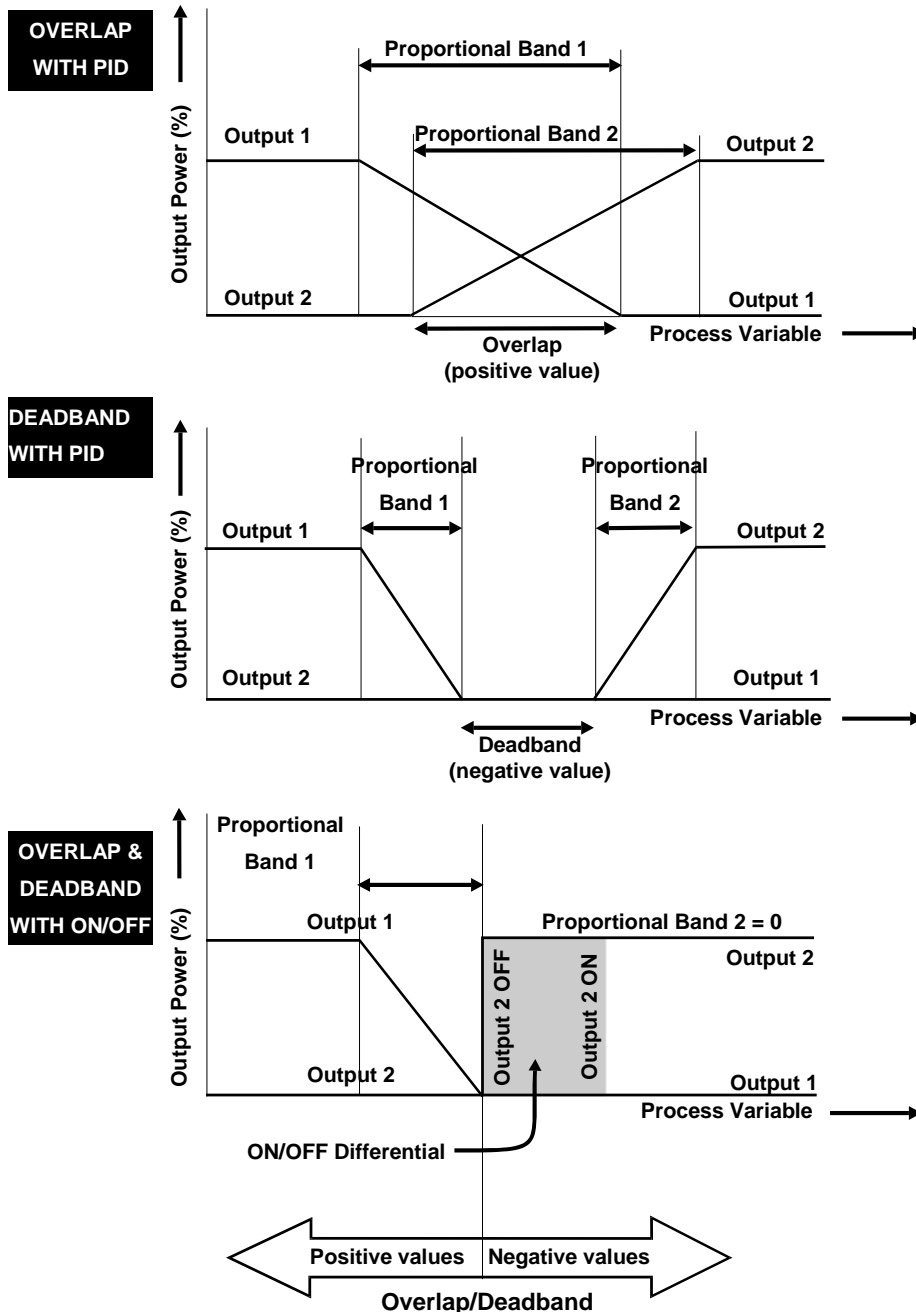 OVERLAP
WITH PID
Output Power (%)
Proportional Band 1
Proportional Band 2
Output 1
Output 2
Output 2
Output 1
Process Variable
Overlap
(positive value)
DEADBAND
WITH PID
Output Power (%)
Proportional
Band 1
Proportional
Band 2
Output 1
Output 2
Output 2
Output 1
Process Variable
Deadband
(negative value)
OVERLAP &
DEADBAND
WITH ON/OFF
Output Power (%)
Proportional
Band 1
Output 1
Proportional Band 2 = 0
Output 2
Output 2 OFF
Output 2 ON
Output 2
Output 1
Process Variable
ON/OFF Differential
Positive values
Negative values
Overlap/Deadband